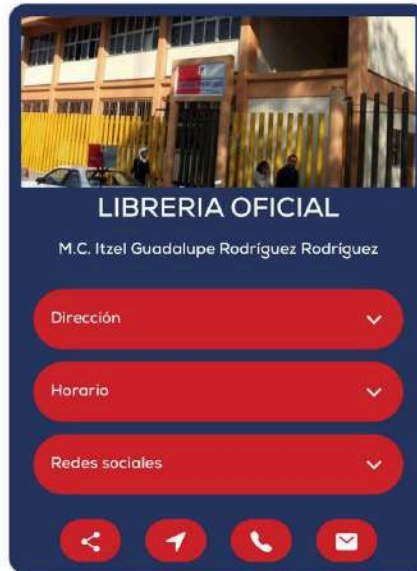 LIBRERIA OFICIAL
M.C. Itzel Guadalupe Rodríguez Rodríguez
Dirección
Horario
Redes sociales